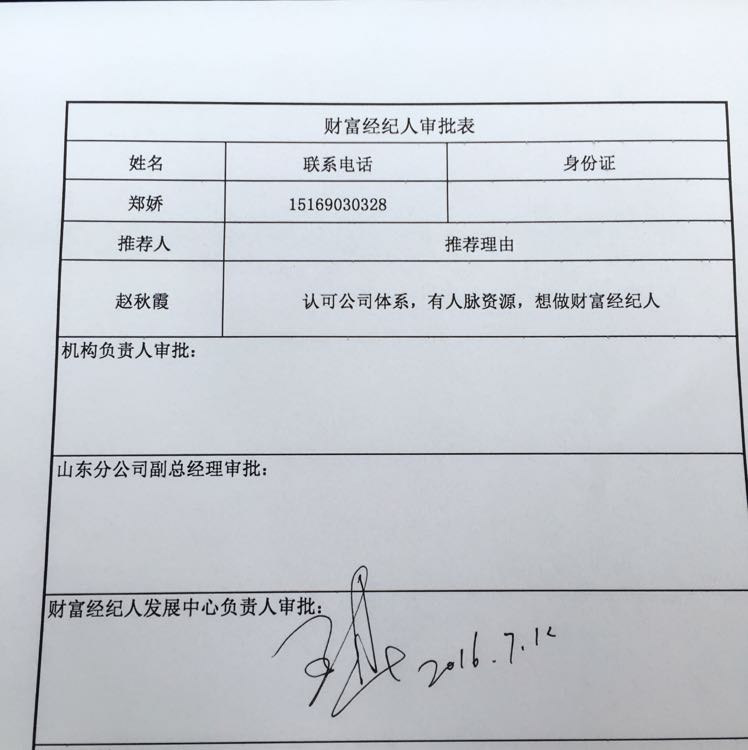 财富经纪人审批表
姓名 联系电话 身份证
郑娇 15169030328
推荐人 推荐理由
赵秋霞 认可公司体系，有人脉资源，想做财富经纪人
机构负责人审批：
山东分公司副总经理审批：
财富经纪人发展中心负责人审批：
2016.7.1